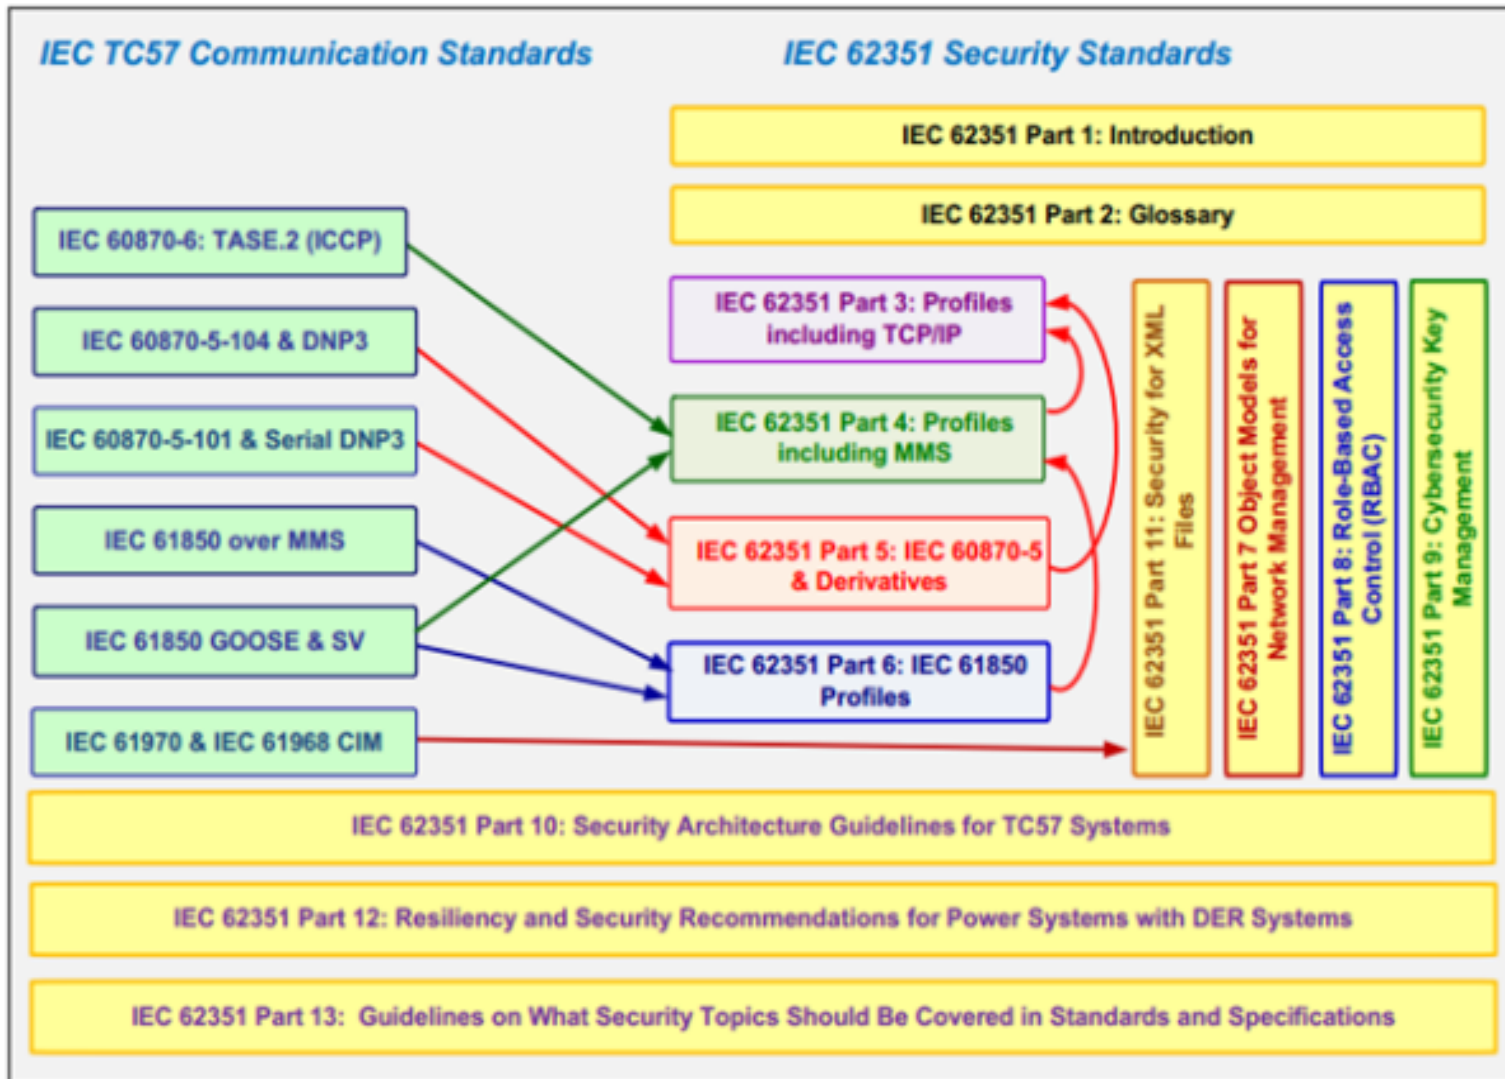 IEC TC57 Communication Standards
IEC 62351 Security Standards
IEC 62351 Part 1: Introduction
IEC 62351 Part 2: Glossary
IEC 60870-6: TASE.2 (ICCP)
IEC 60870-5-104 & DNP3
IEC 60870-5-101 & Serial DNP3
IEC 61850 over MMS
IEC 61850 GOOSE & SV
IEC 61970 & IEC 61968 CIM
IEC 62351 Part 3: Profiles
including TCP/IP
IEC 62351 Part 4: Profiles
including MMS
IEC 62351 Part 5: IEC 60870-5
& Derivatives
IEC 62351 Part 6: IEC 61850
Profiles
IEC 62351 Part 11: Security for XML
Files
IEC 62351 Part 7 Object Models for
Network Management
IEC 62351 Part 8: Role-Based Access
Control (RBAC)
IEC 62351 Part 9: Cybersecurity Key
Management
IEC 62351 Part 10: Security Architecture Guidelines for TC57 Systems
IEC 62351 Part 12: Resiliency and Security Recommendations for Power Systems with DER Systems
IEC 62351 Part 13: Guidelines on What Security Topics Should Be Covered in Standards and Specifications